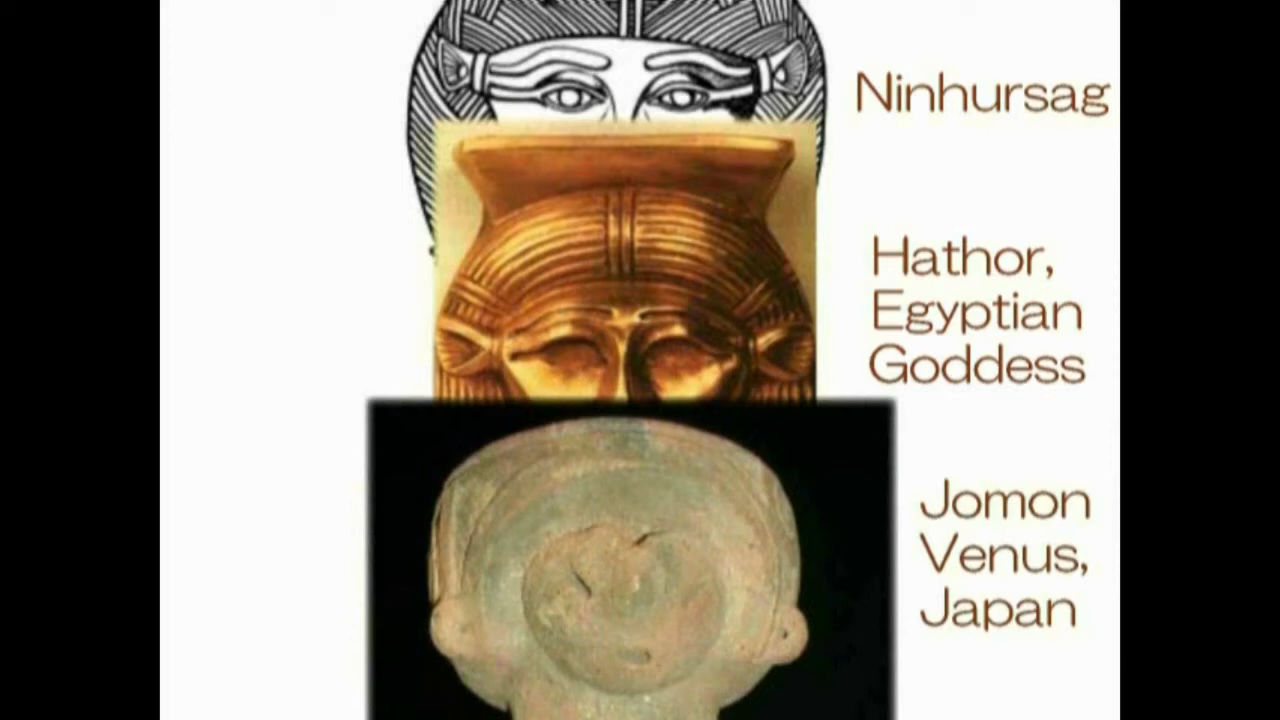 Ninhursag
Hathor,
Egyptian
Goddess
Jomon
Venus,
Japan